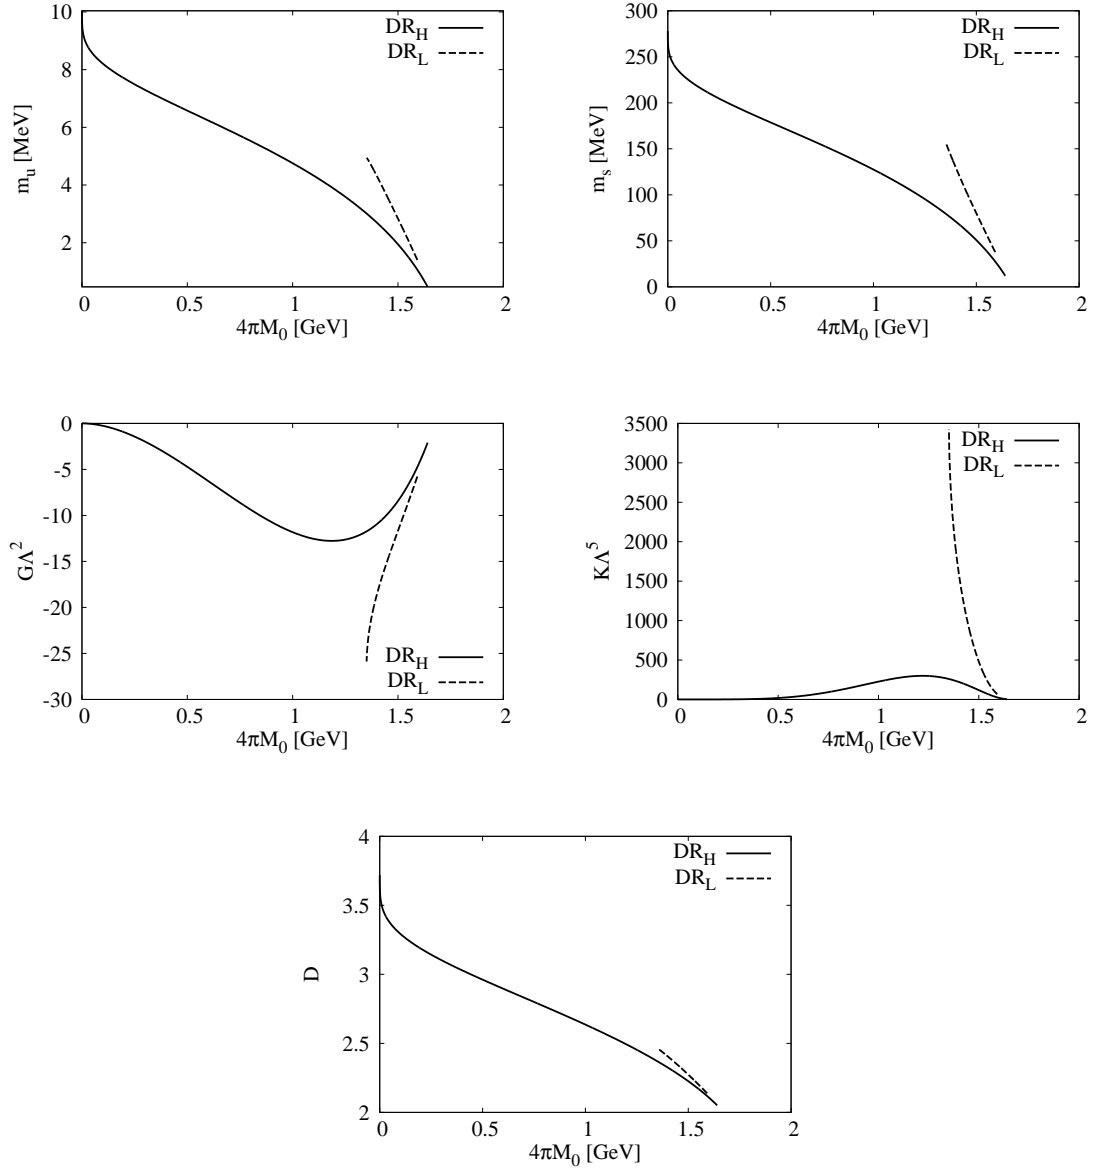 10
8
6
4
2
0
0.5
1
1.5
2
m_u [MeV]
4πM_0 [GeV]
DR_H
DR_L
300
250
200
150
100
50
0
0
0.5
1
1.5
2
m_s [MeV]
4πM_0 [GeV]
DR_H
DR_L
0
-5
-10
-15
-20
-25
-30
0
0.5
1
1.5
2
GΛ^2
4πM_0 [GeV]
DR_H
DR_L
3500
3000
2500
2000
1500
1000
500
0
0
0.5
1
1.5
2
KΛ^5
4πM_0 [GeV]
DR_H
DR_L
4
3.5
3
2.5
2
0
0.5
1
1.5
2
D
4πM_0 [GeV]
DR_H
DR_L